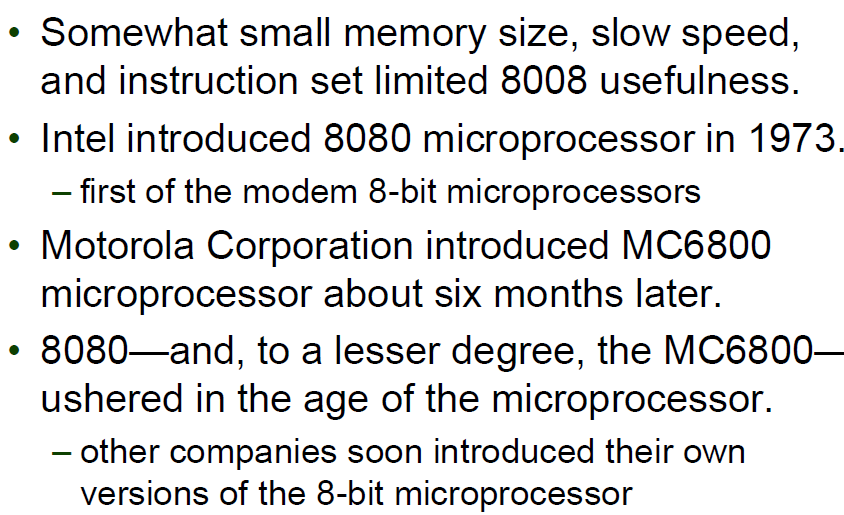 • Somewhat small memory size, slow speed,
and instruction set limited 8008 usefulness.
• Intel introduced 8080 microprocessor in 1973.
– first of the modem 8-bit microprocessors
• Motorola Corporation introduced MC6800
microprocessor about six months later.
• 8080—and, to a lesser degree, the MC6800—
ushered in the age of the microprocessor.
– other companies soon introduced their own
versions of the 8-bit microprocessor